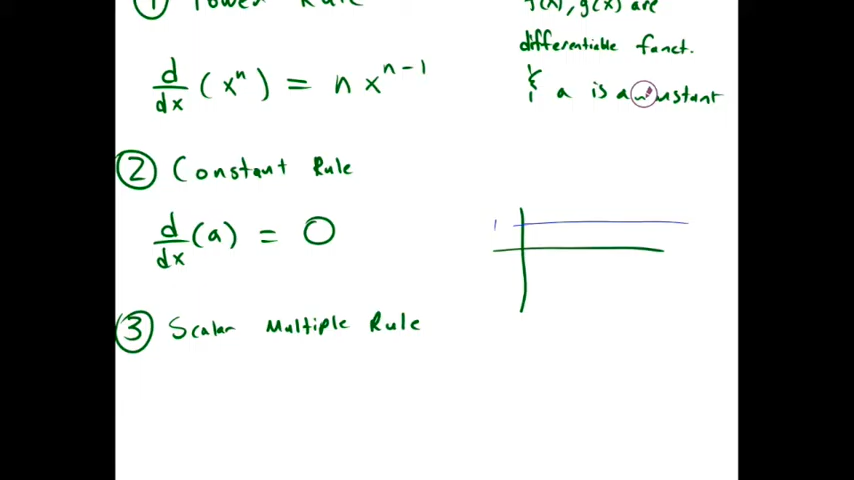 ① Power Rule
f(x), g(x) are
differentiable funct.
d/dx (x^n) = n x^{n-1}
& a is a constant
② Constant Rule
1
d/dx (a) = 0
③ Scalar Multiple Rule